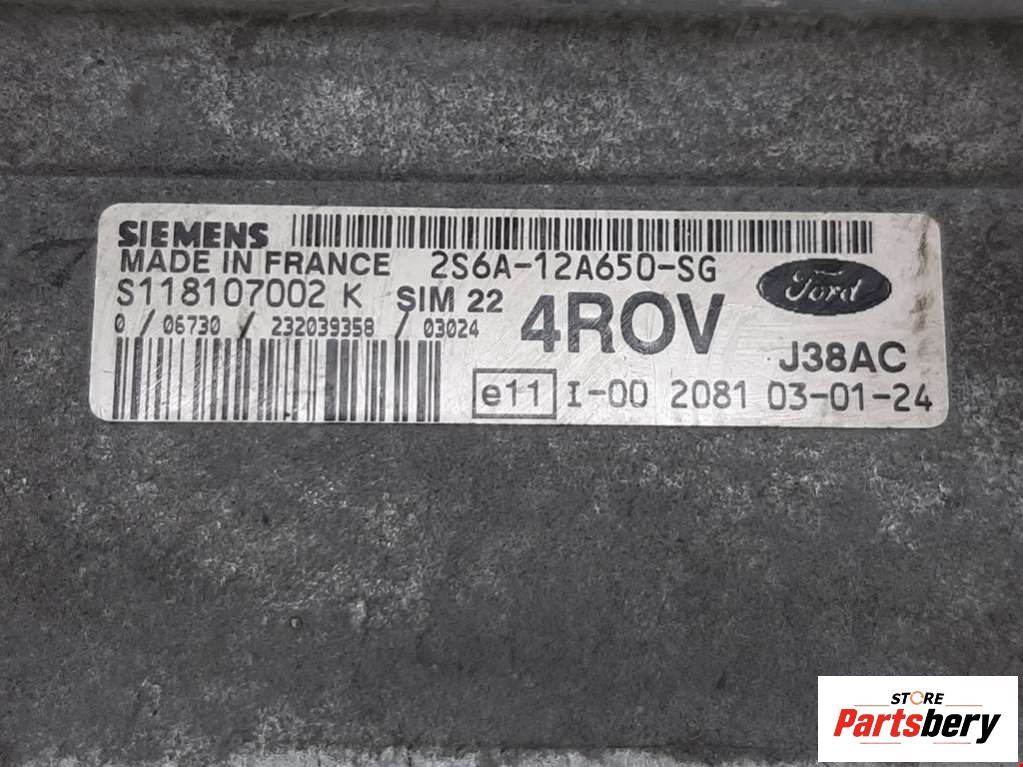 SIEMENS
MADE IN FRANCE 2S6A-12A650-SG
S118107002 K SIM 22 4ROV Ford
0 / 06730 / 232039358 / 03024
J38AC
e11 I-00 2081 03-01-24
STORE
Partsbery